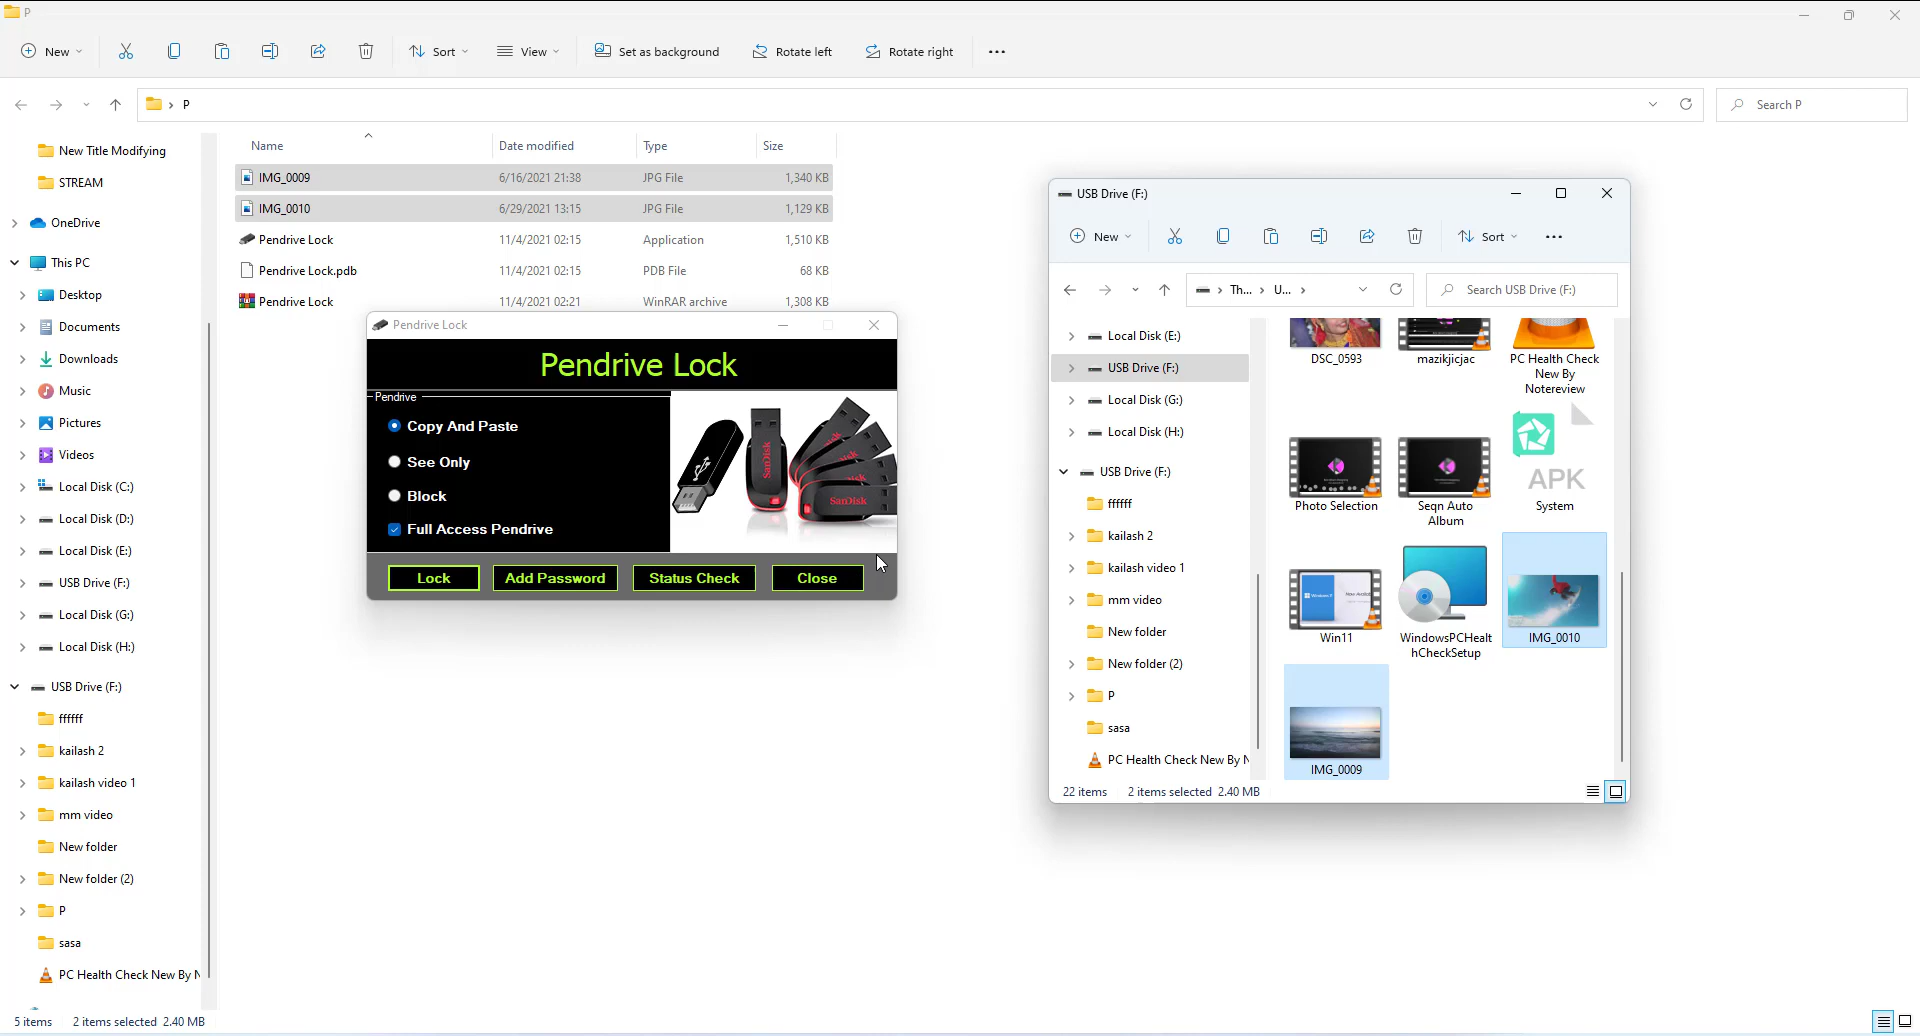 P
New
Sort
View
Set as background
Rotate left
Rotate right
P
Search P
New Title Modifying
STREAM
OneDrive
This PC
Desktop
Documents
Downloads
Music
Pictures
Videos
Local Disk (C:)
Local Disk (D:)
Local Disk (E:)
USB Drive (F:)
Local Disk (G:)
Local Disk (H:)
USB Drive (F:)
ffffff
kailash 2
kailash video 1
mm video
New folder
New folder (2)
P
sasa
PC Health Check New By N
Name Date modified Type Size
IMG_0009 6/16/2021 21:38 JPG File 1,340 KB
IMG_0010 6/29/2021 13:15 JPG File 1,129 KB
Pendrive Lock 11/4/2021 02:15 Application 1,510 KB
Pendrive Lock.pdb 11/4/2021 02:15 PDB File 68 KB
Pendrive Lock 11/4/2021 02:21 WinRAR archive 1,308 KB
Pendrive Lock
Pendrive Lock
Pendrive
Copy And Paste
See Only
Block
Full Access Pendrive
SanDisk
SanDisk
Lock
Add Password
Status Check
Close
USB Drive (F:)
New
Sort
Th... U...
Search USB Drive (F:)
Local Disk (E:)
USB Drive (F:)
Local Disk (G:)
Local Disk (H:)
USB Drive (F:)
ffffff
kailash 2
kailash video 1
mm video
New folder
New folder (2)
P
sasa
PC Health Check New By N
DSC_0593
mazikjicjac
PC Health Check
New By
Notereview
Photo Selection
Seqn Auto
Album
APK
System
Win11
WindowsPCHealt
hCheckSetup
IMG_0010
IMG_0009
22 items 2 items selected 2.40 MB
5 items 2 items selected 2.40 MB